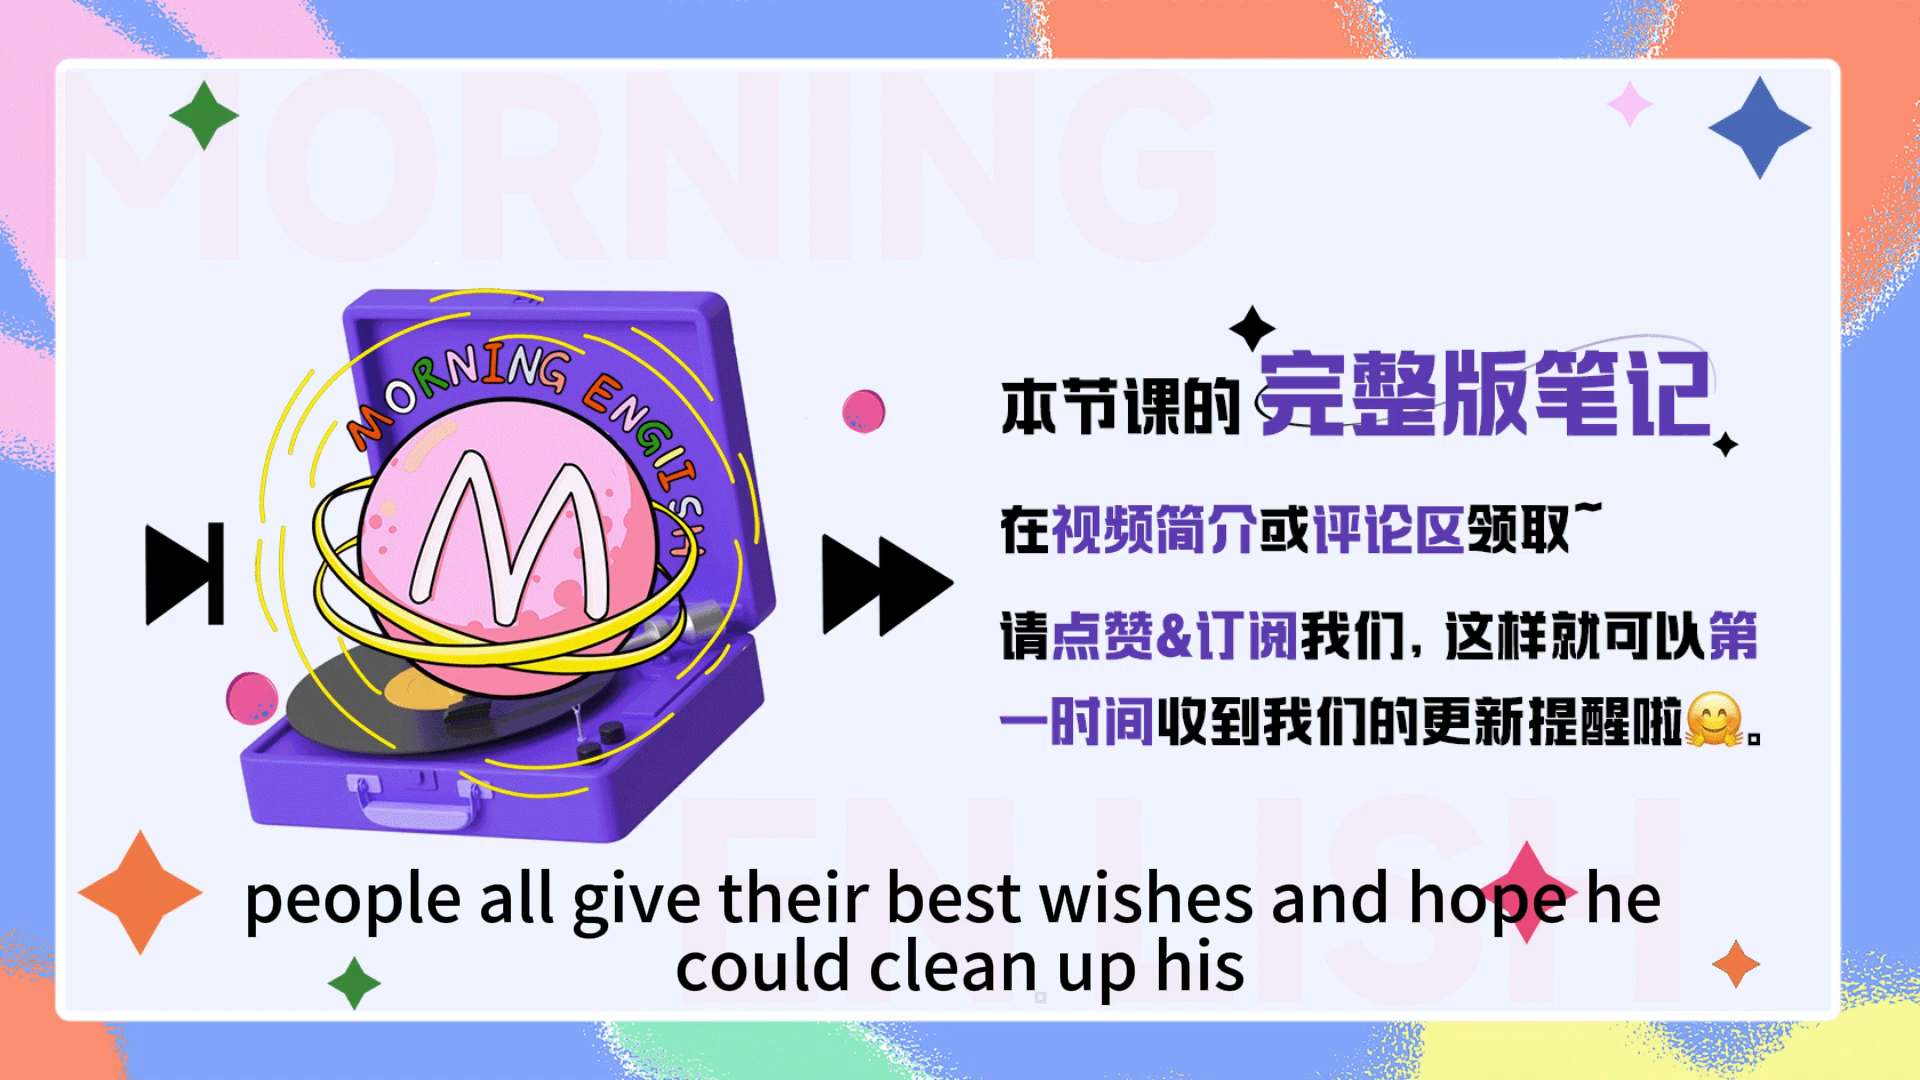 MORNING
MORNING ENGlISH
M
本节课的 完整版笔记
在视频简介或评论区领取~
请点赞&订阅我们, 这样就可以第
一时间收到我们的更新提醒啦🤗。
EN LISH
people all give their best wishes and hope he
could clean up his